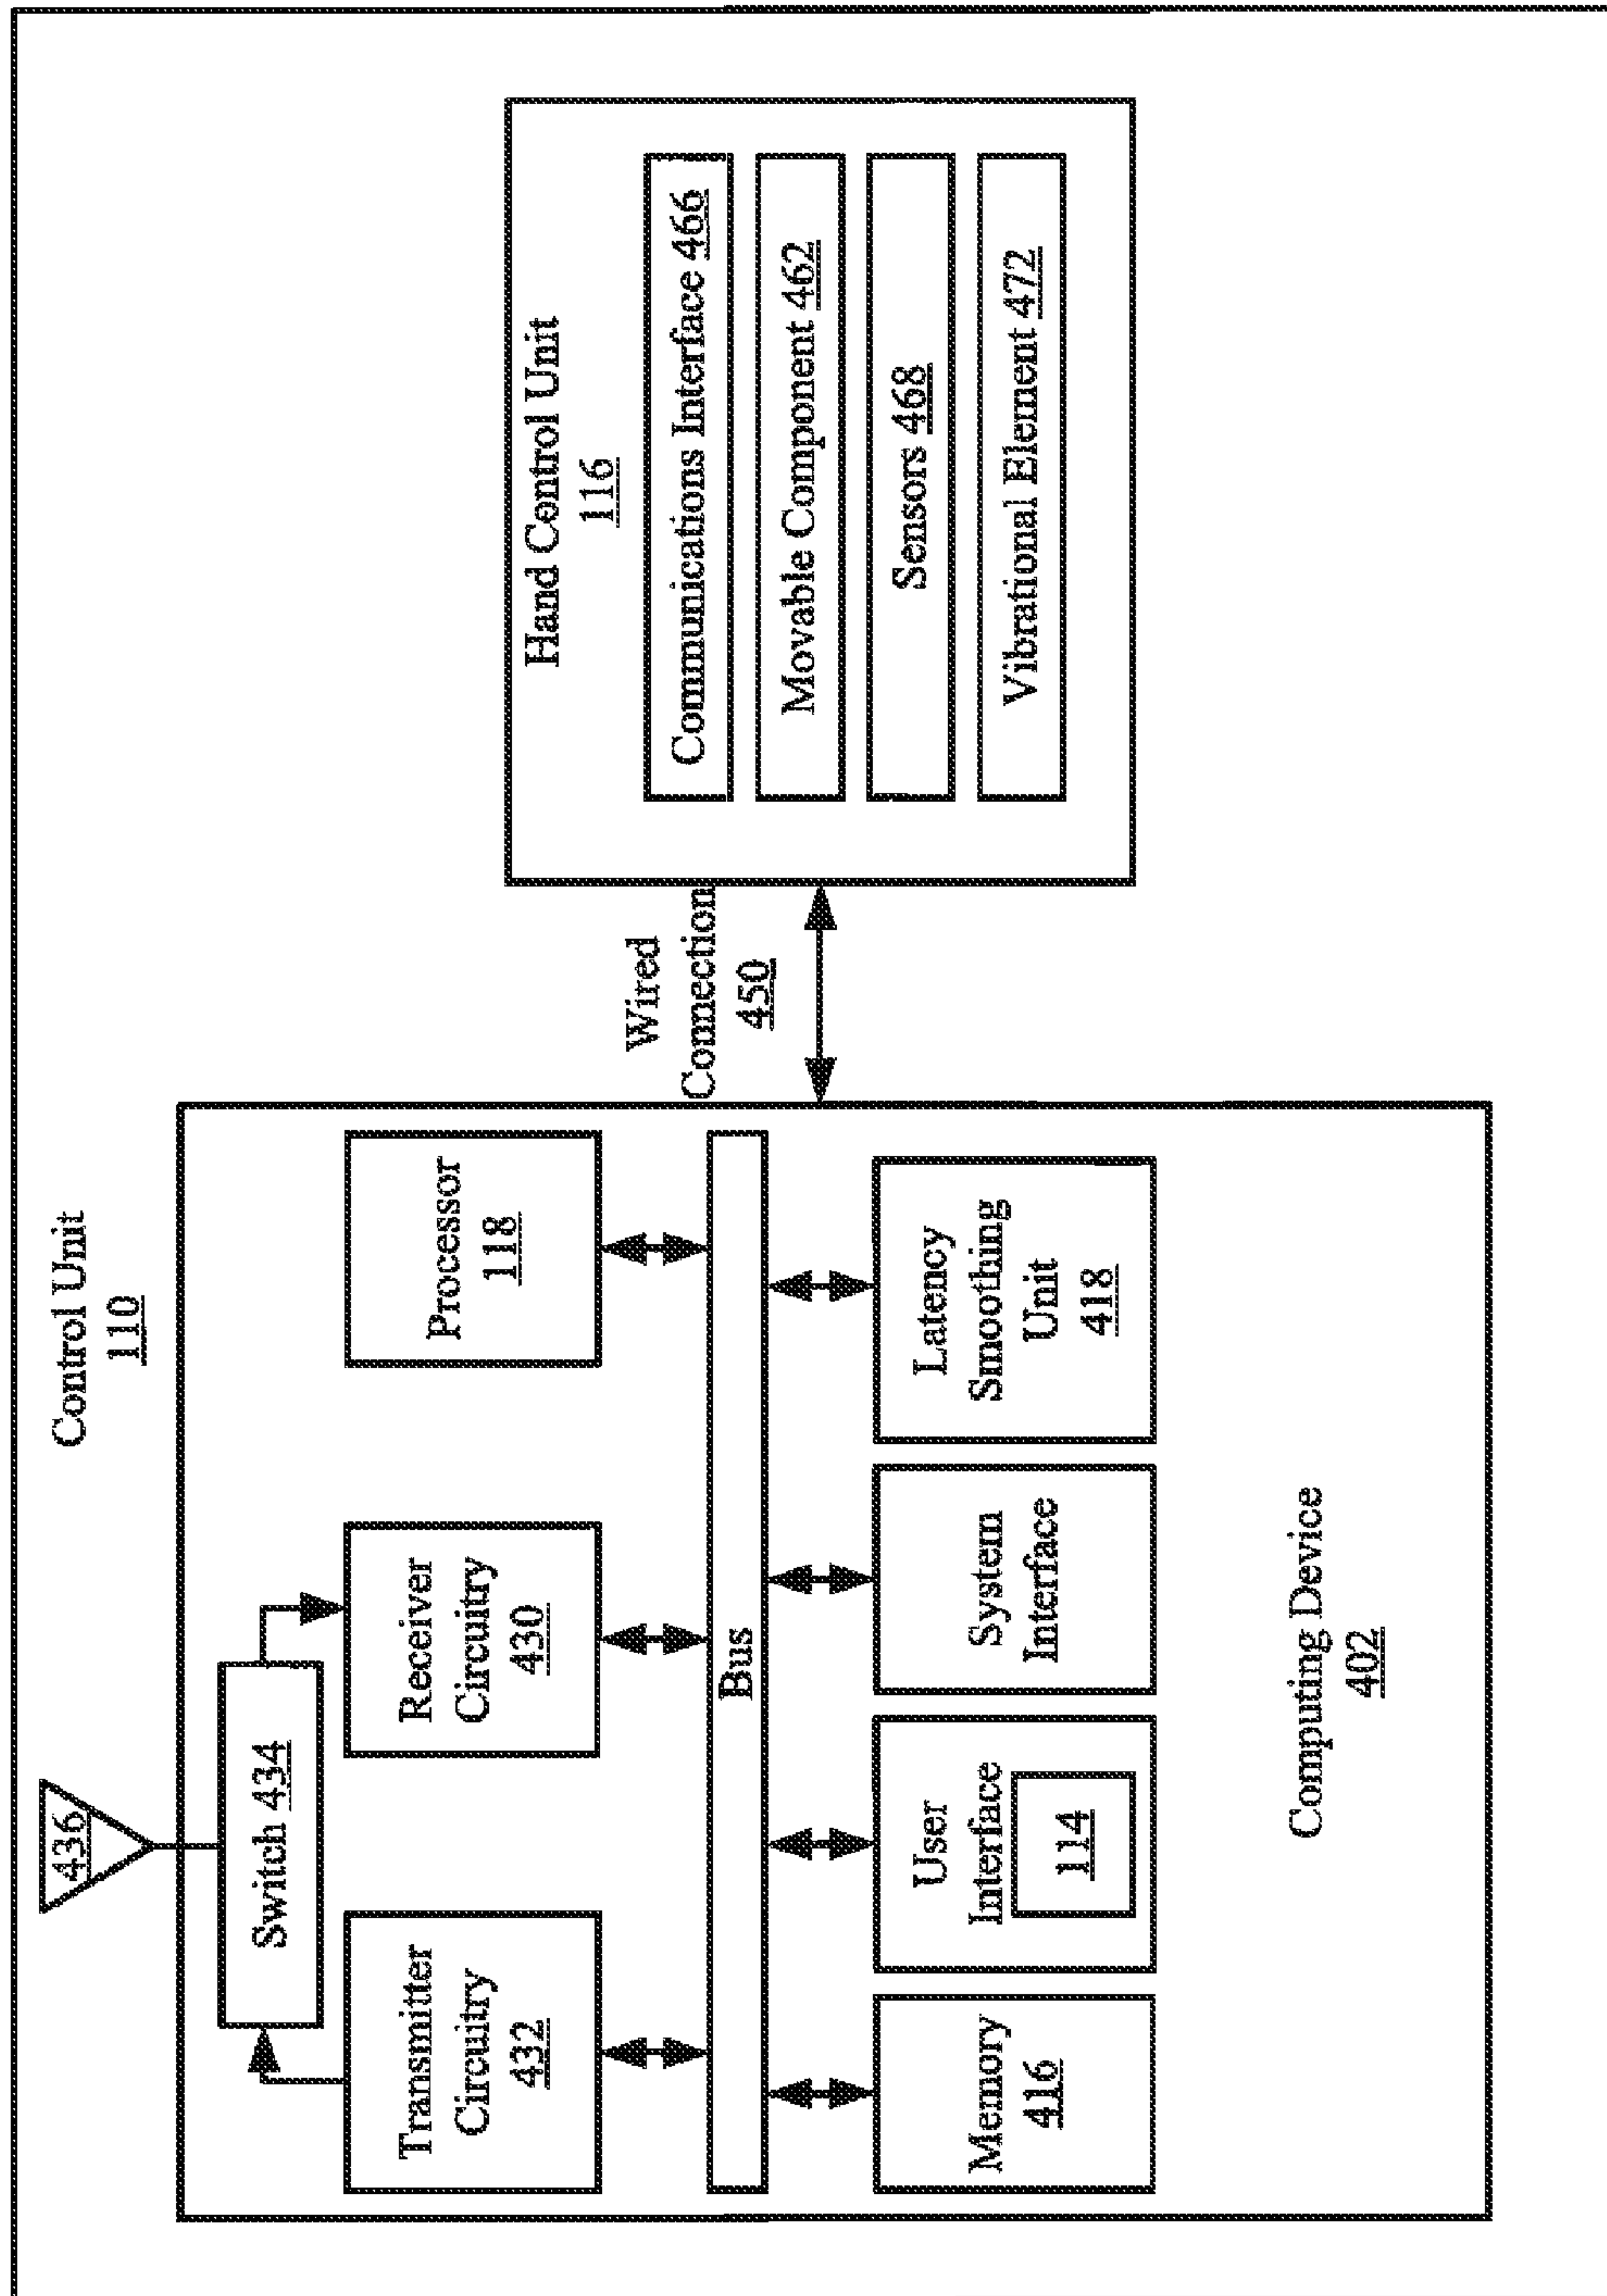 Control Unit
110
436
Switch 434
Transmitter
Circuitry
432
Receiver
Circuitry
430
Processor
118
Bus
Memory
416
User
Interface
114
System
Interface
Latency
Smoothing
Unit
418
Computing Device
402
Wired
Connection
450
Hand Control Unit
116
Communications Interface 466
Movable Component 462
Sensors 468
Vibrational Element 472